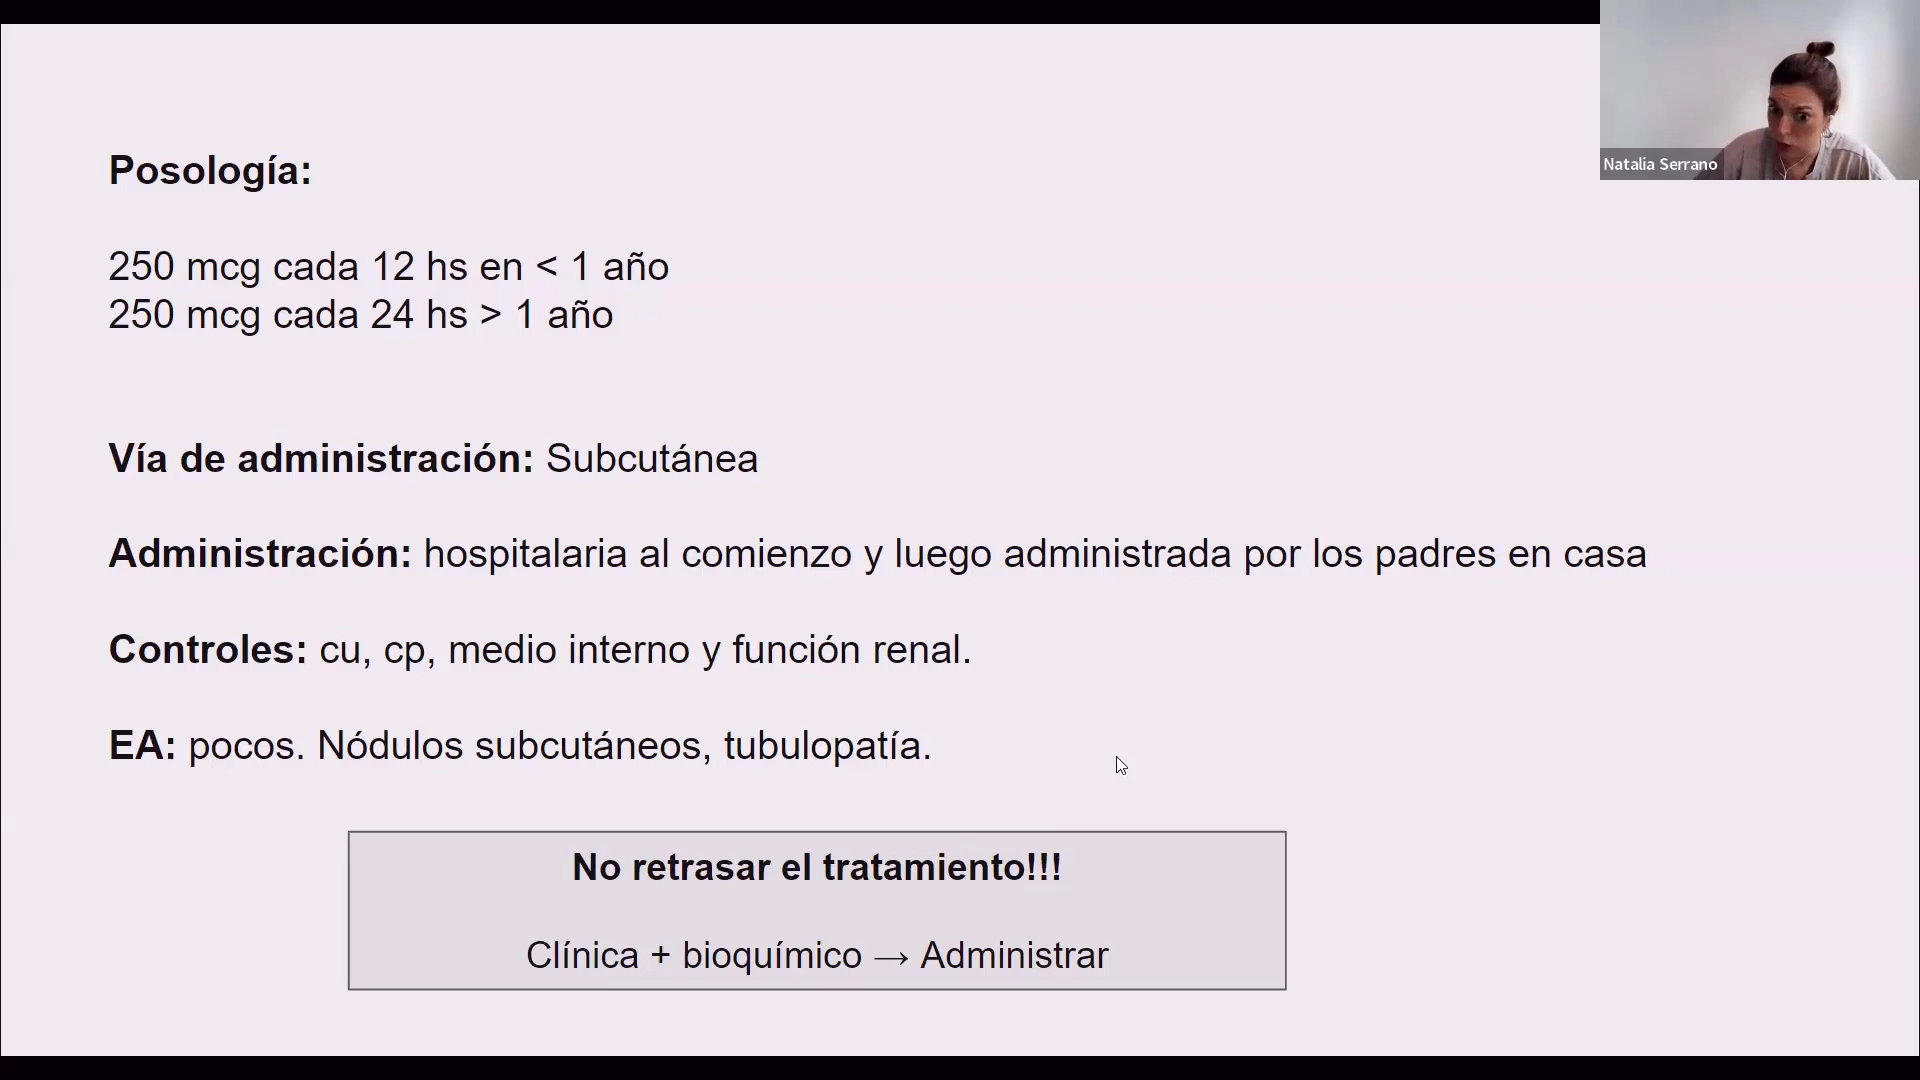 Natalia Serrano
Posología:
250 mcg cada 12 hs en < 1 año
250 mcg cada 24 hs > 1 año
Vía de administración: Subcutánea
Administración: hospitalaria al comienzo y luego administrada por los padres en casa
Controles: cu, cp, medio interno y función renal.
EA: pocos. Nódulos subcutáneos, tubulopatía.
No retrasar el tratamiento!!!
Clínica + bioquímico → Administrar